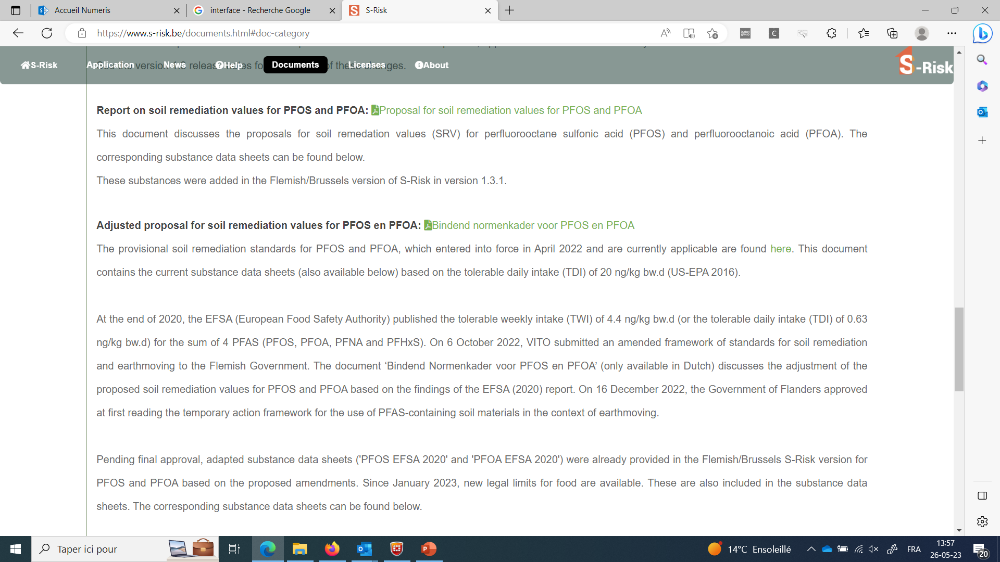 Accueil Numeris
interface - Recherche Google
S-Risk
https://www.s-risk.be/documents.html#doc-category
S-Risk
Application
News
Help
Documents
Licenses
About
version
release notes fo
f these changes.
S-Risk
Report on soil remediation values for PFOS and PFOA: Proposal for soil remediation values for PFOS and PFOA
This document discusses the proposals for soil remedation values (SRV) for perfluorooctane sulfonic acid (PFOS) and perfluorooctanoic acid (PFOA). The
corresponding substance data sheets can be found below.
These substances were added in the Flemish/Brussels version of S-Risk in version 1.3.1.
Adjusted proposal for soil remediation values for PFOS en PFOA: Bindend normenkader voor PFOS en PFOA
The provisional soil remediation standards for PFOS and PFOA, which entered into force in April 2022 and are currently applicable are found here. This document
contains the current substance data sheets (also available below) based on the tolerable daily intake (TDI) of 20 ng/kg bw.d (US-EPA 2016).
At the end of 2020, the EFSA (European Food Safety Authority) published the tolerable weekly intake (TWI) of 4.4 ng/kg bw.d (or the tolerable daily intake (TDI) of 0.63
ng/kg bw.d) for the sum of 4 PFAS (PFOS, PFOA, PFNA and PFHxS). On 6 October 2022, VITO submitted an amended framework of standards for soil remediation
and earthmoving to the Flemish Government. The document ‘Bindend Normenkader voor PFOS en PFOA’ (only available in Dutch) discusses the adjustment of the
proposed soil remediation values for PFOS and PFOA based on the findings of the EFSA (2020) report. On 16 December 2022, the Government of Flanders approved
at first reading the temporary action framework for the use of PFAS-containing soil materials in the context of earthmoving.
Pending final approval, adapted substance data sheets ('PFOS EFSA 2020' and 'PFOA EFSA 2020') were already provided in the Flemish/Brussels S-Risk version for
PFOS and PFOA based on the proposed amendments. Since January 2023, new legal limits for food are available. These are also included in the substance data
sheets. The corresponding substance data sheets can be found below.
Taper ici pour
14°C Ensoleillé
FRA
13:57
26-05-23
20